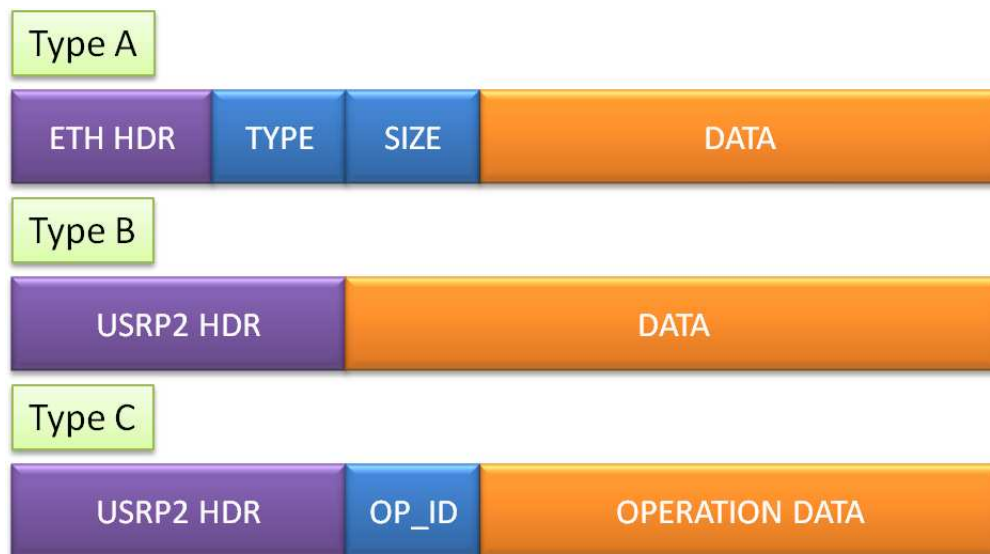 Type A
ETH HDR TYPE SIZE DATA
Type B
USRP2 HDR DATA
Type C
USRP2 HDR OP_ID OPERATION DATA